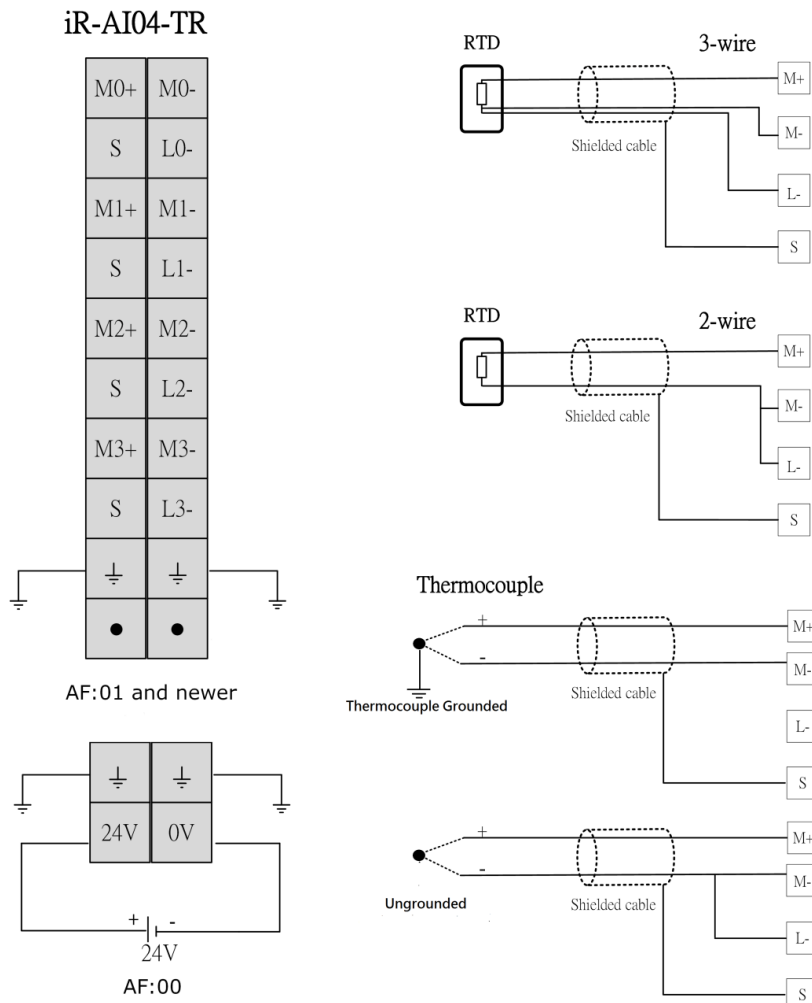 iR-AI04-TR
M0+ M0-
S L0-
M1+ M1-
S L1-
M2+ M2-
S L2-
M3+ M3-
S L3-
AF:01 and newer
24V 0V
+ -
24V
AF:00
RTD 3-wire
M+
M-
Shielded cable
L-
S
RTD 2-wire
M+
M-
Shielded cable
L-
S
Thermocouple
+ M+
- M-
Shielded cable
Thermocouple Grounded
L-
S
+ M+
- M-
Ungrounded
Shielded cable
L-
S